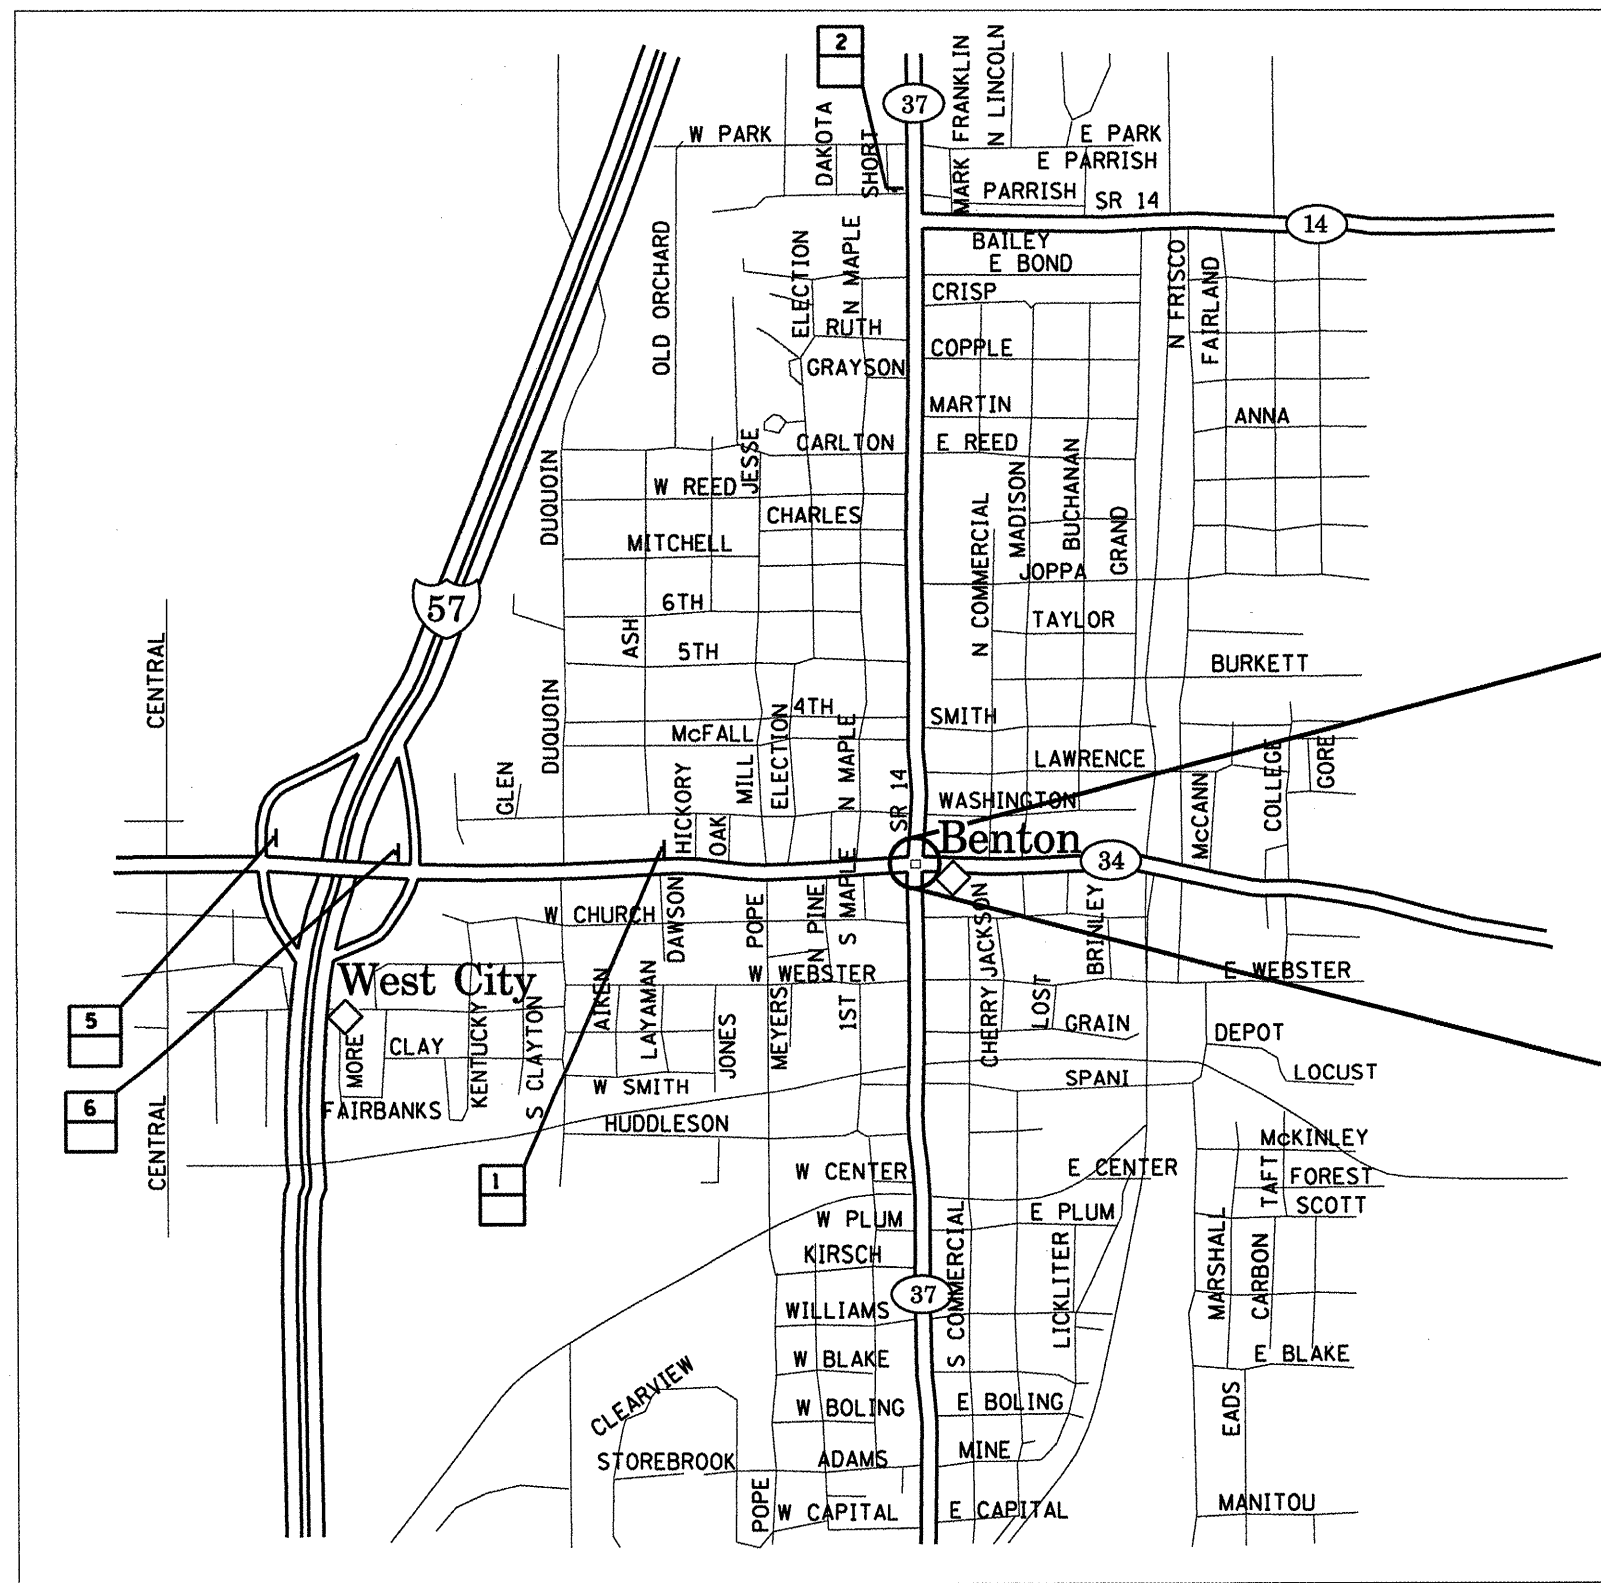 2
37
FRANKLIN
N LINCOLN
W PARK
DAKOTA
SHORT
MARK
E PARK
E PARRISH
PARRISH
SR 14
14
OLD ORCHARD
ELECTION
N MAPLE
BAILEY
E BOND
CRISP
N FRISCO
FAIRLAND
RUTH
COPPLE
GRAYSON
MARTIN
ANNA
CARLTON
E REED
JESSE
DUQUOIN
W REED
CHARLES
MITCHELL
N COMMERCIAL
MADISON
BUCHANAN
GRAND
JOPPA
57
6TH
TAYLOR
ASH
5TH
BURKETT
CENTRAL
DUQUOIN
4TH
SMITH
McFALL
ELECTION
N MAPLE
LAWRENCE
COLLEGE
GORE
GLEN
HICKORY
OAK
MILL
SR 14
WASHINGTON
McCANN
Benton
34
W CHURCH
DAWSON
POPE
N PINE
S MAPLE
JACKSON
BRINLEY
West City
W WEBSTER
E WEBSTER
5
KENTUCKY
S CLAYTON
AIKEN
LAYAMAN
JONES
MEYERS
1ST
CHERRY
LOST
GRAIN
DEPOT
MORE
CLAY
LOCUST
6
W SMITH
SPANI
FAIRBANKS
HUDDLESON
CENTRAL
McKINLEY
1
W CENTER
E CENTER
TAFT
FOREST
SCOTT
W PLUM
S COMMERCIAL
E PLUM
KIRSCH
LICKLITER
MARSHALL
CARBON
37
WILLIAMS
W BLAKE
E BLAKE
CLEARVIEW
W BOLING
E BOLING
EADS
STOREBROOK
ADAMS
MINE
POPE
W CAPITAL
E CAPITAL
MANITOU